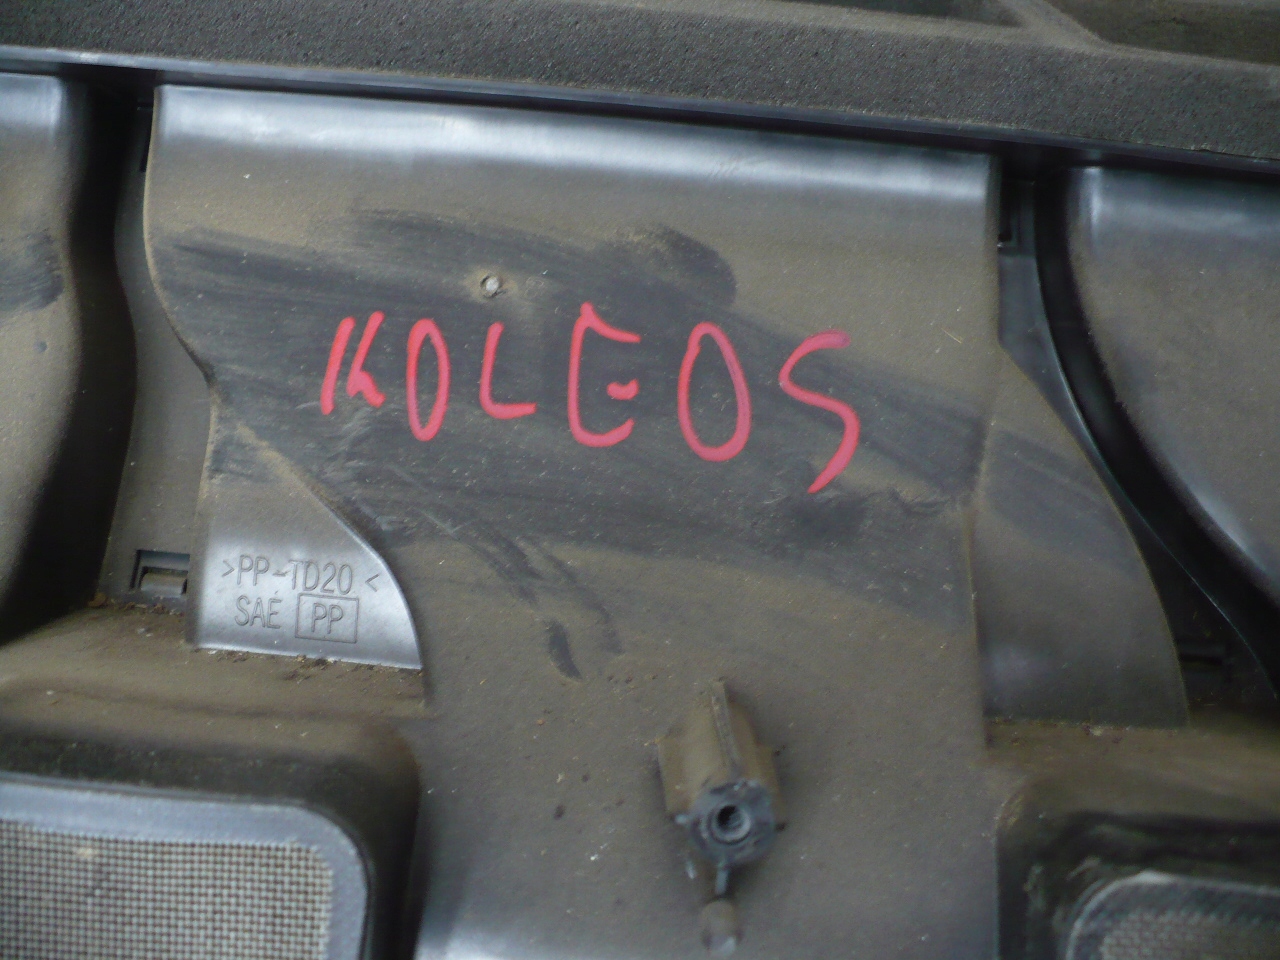 KOLEOS
>PP-TD20<
SAE PP